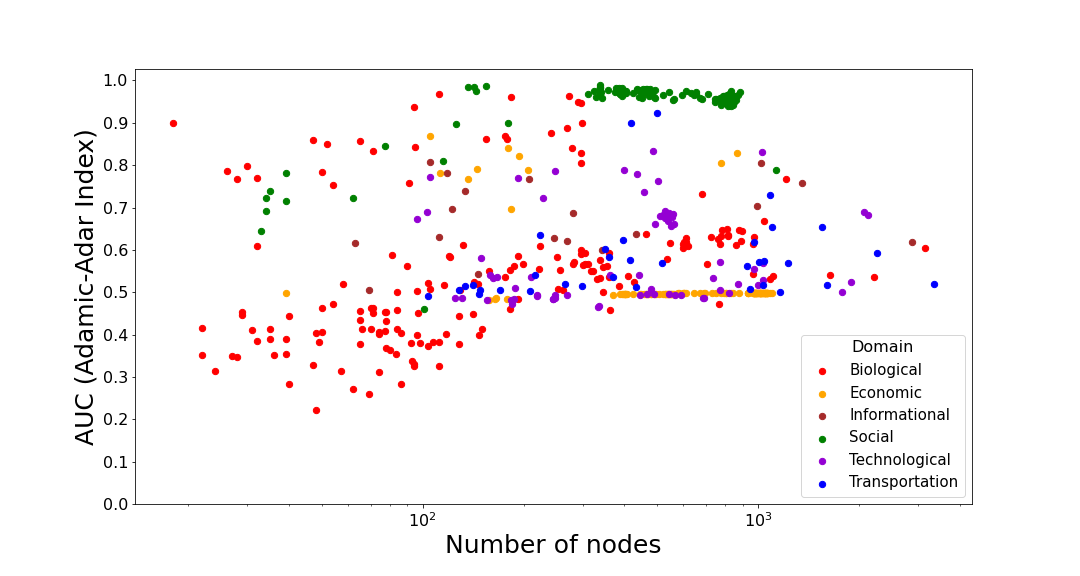 AUC (Adamic-Adar Index)
1.0
0.9
0.8
0.7
0.6
0.5
0.4
0.3
0.2
0.1
0.0
10²
10³
Number of nodes
Domain
Biological
Economic
Informational
Social
Technological
Transportation